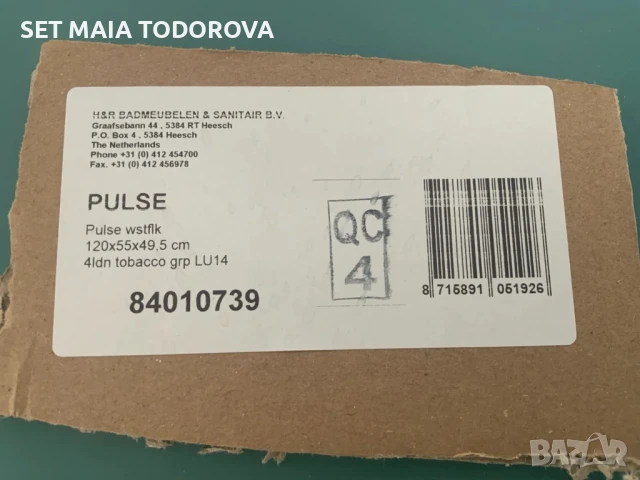 SET MAIA TODOROVA
H&R BADMEUBELEN & SANITAIR B.V.
Graafsebann 44 , 5384 RT Heesch
P.O. Box 4 , 5384 Heesch
The Netherlands
Phone +31 (0) 412 454700
Fax. +31 (0) 412 456978
PULSE
Pulse wstflk
120x55x49,5 cm
4ldn tobacco grp LU14
84010739
QC
4
8 715891 051926
BAZAR